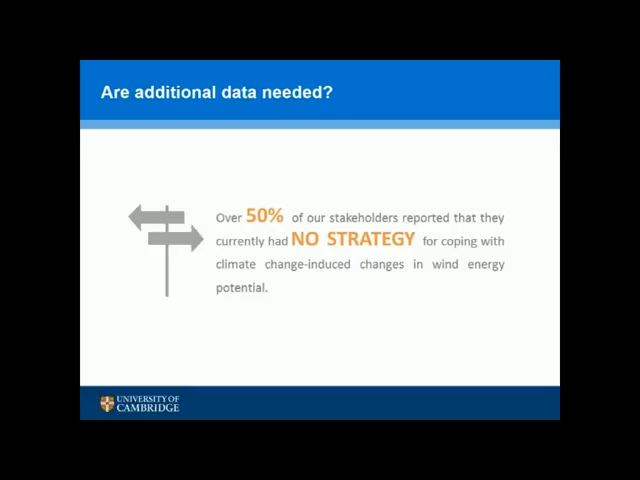 Are additional data needed?
Over 50% of our stakeholders reported that they
currently had NO STRATEGY for coping with
climate change-induced changes in wind energy
potential.
UNIVERSITY OF
CAMBRIDGE